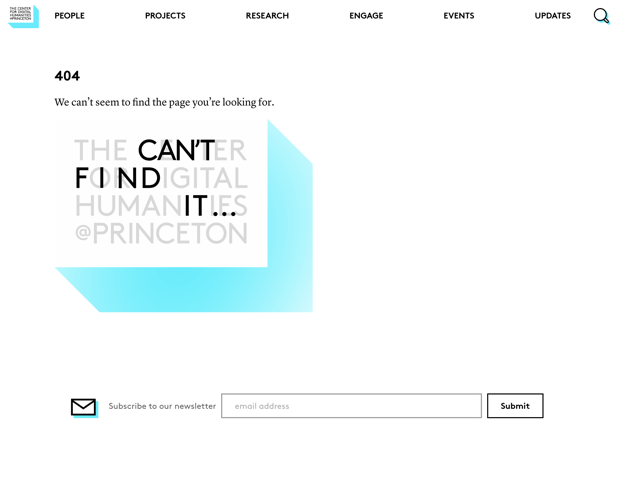 THE CENTER
FOR DIGITAL
HUMANITIES
@PRINCETON
PEOPLE
PROJECTS
RESEARCH
ENGAGE
EVENTS
UPDATES
404
We can't seem to find the page you're looking for.
THE CENTER
FOR DIGITAL
HUMANITIES
@PRINCETON
CAN'T
FIND
IT...
Subscribe to our newsletter
email address
Submit